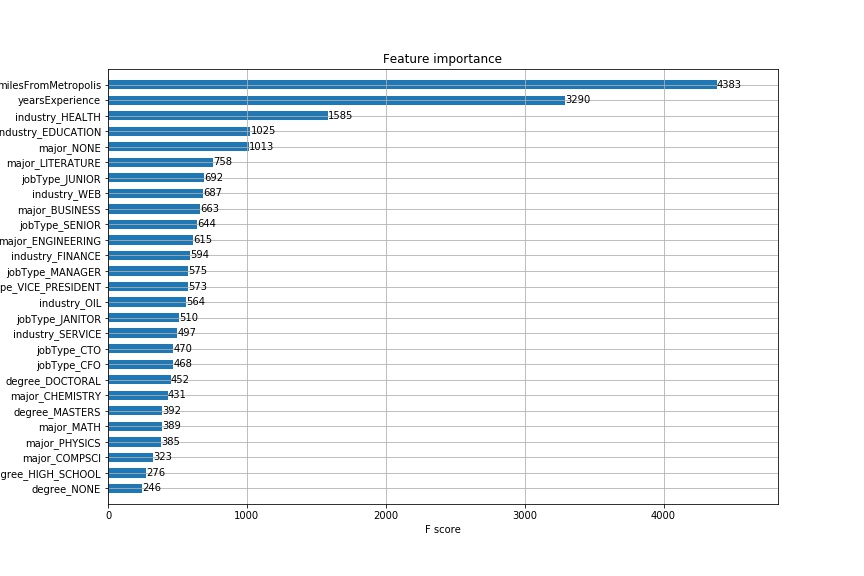 Feature importance
milesFromMetropolis 4383
yearsExperience 3290
industry_HEALTH 1585
ndustry_EDUCATION 1025
major_NONE 1013
major_LITERATURE 758
jobType_JUNIOR 692
industry_WEB 687
major_BUSINESS 663
jobType_SENIOR 644
major_ENGINEERING 615
industry_FINANCE 594
jobType_MANAGER 575
pe_VICE_PRESIDENT 573
industry_OIL 564
jobType_JANITOR 510
industry_SERVICE 497
jobType_CTO 470
jobType_CFO 468
degree_DOCTORAL 452
major_CHEMISTRY 431
degree_MASTERS 392
major_MATH 389
major_PHYSICS 385
major_COMPSCI 323
gree_HIGH_SCHOOL 276
degree_NONE 246
0 1000 2000 3000 4000
F score